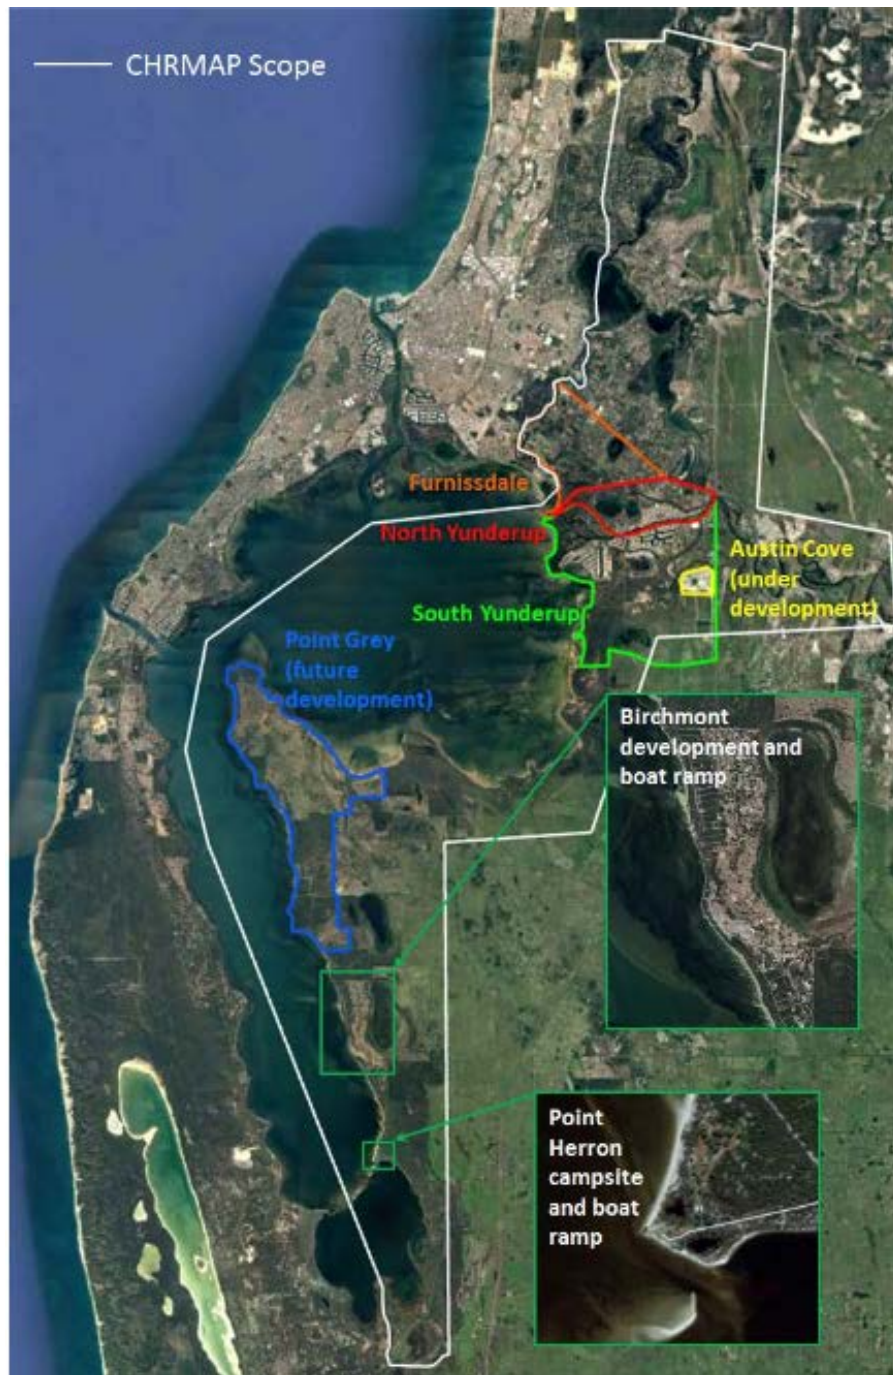 CHRMAP Scope
Furnissdale
North Yunderup
Austin Cove
(under
development)
South Yunderup
Point Grey
(future
development)
Birchmont
development and
boat ramp
Point
Herron
campsite
and boat
ramp